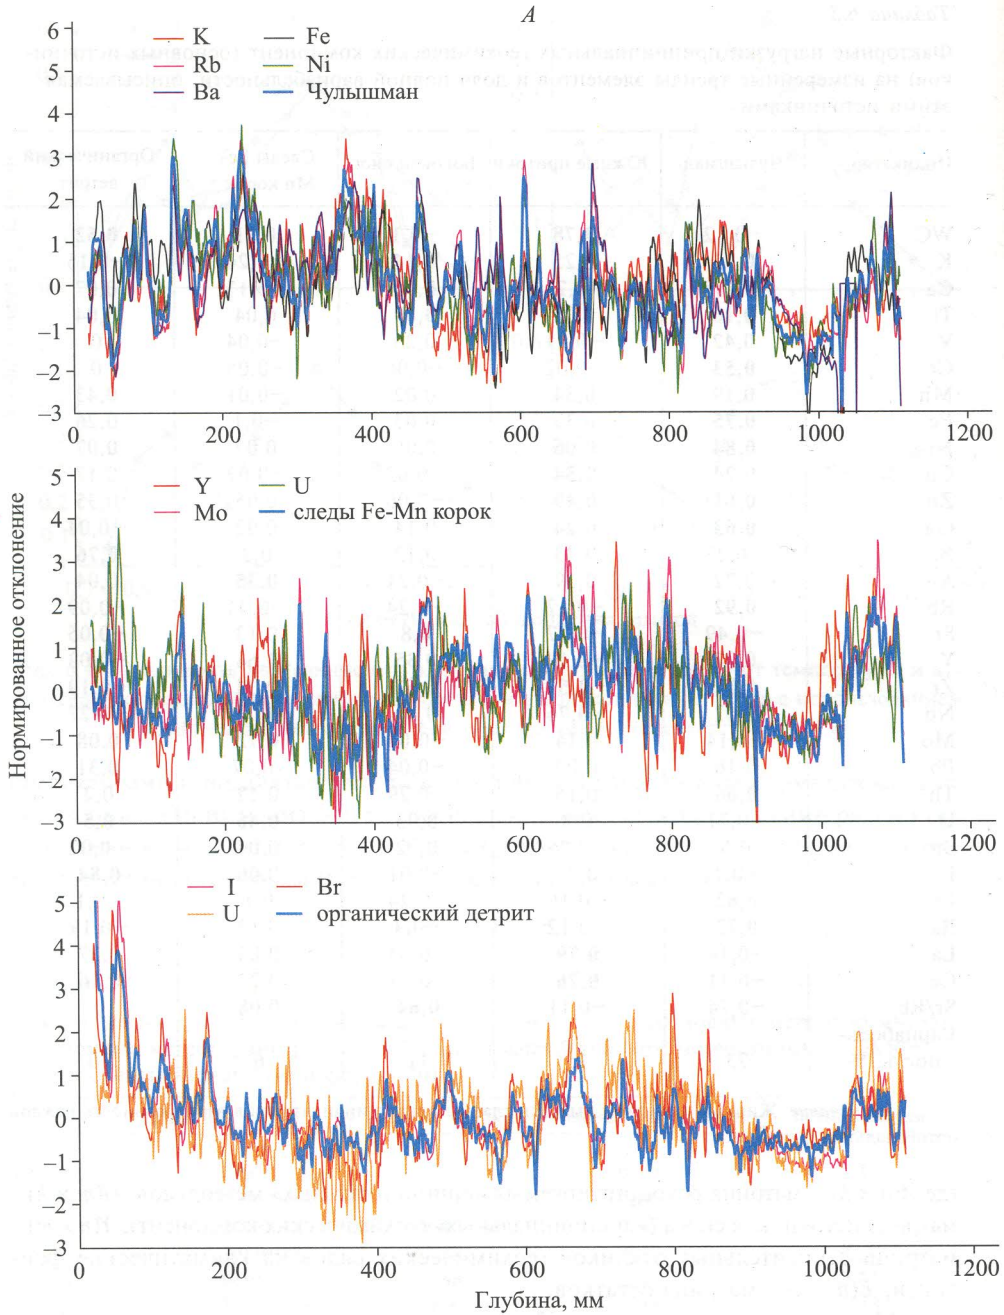 А
6
5
4
3
2
1
0
−1
−2
−3
K
Rb
Ba
Fe
Ni
Чулышман
0 200 400 600 800 1000 1200
Нормированное отклонение
5
4
3
2
1
0
−1
−2
−3
Y
Mo
U
следы Fe-Mn корок
0 200 400 600 800 1000 1200
5
4
3
2
1
0
−1
−2
−3
I
U
Br
органический детрит
0 200 400 600 800 1000 1200
Глубина, мм